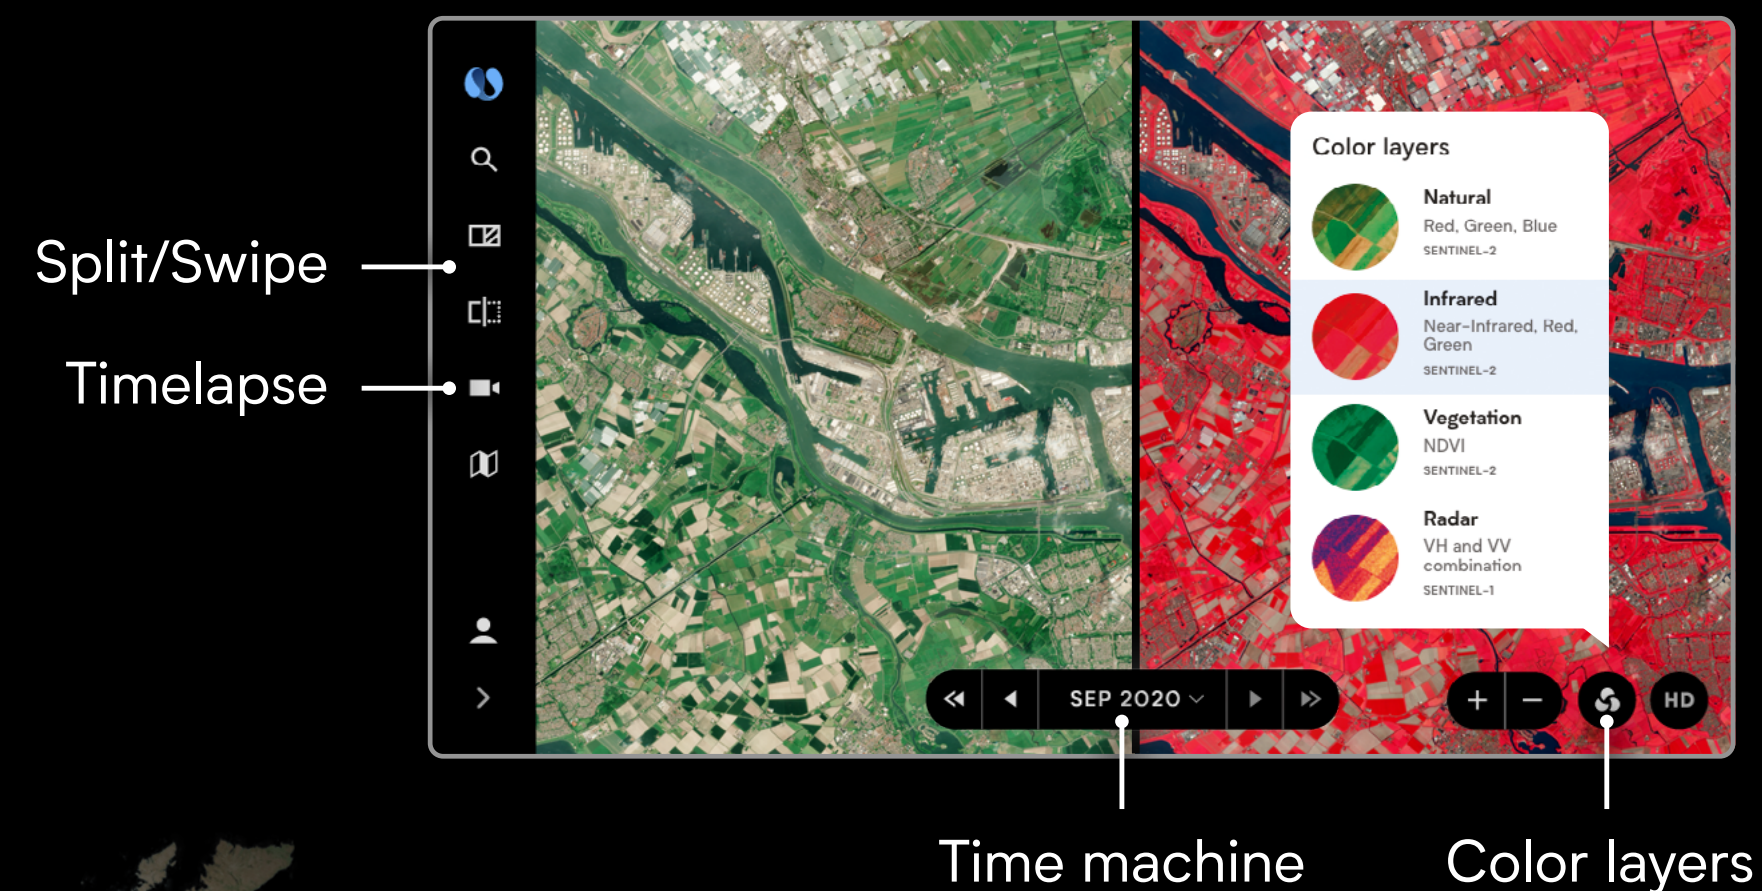 Color layers
Natural
Red, Green, Blue
SENTINEL-2
Infrared
Near-Infrared, Red,
Green
SENTINEL-2
Vegetation
NDVI
SENTINEL-2
Radar
VH and VV
combination
SENTINEL-1
Split/Swipe
Timelapse
SEP 2020
HD
Time machine
Color layers